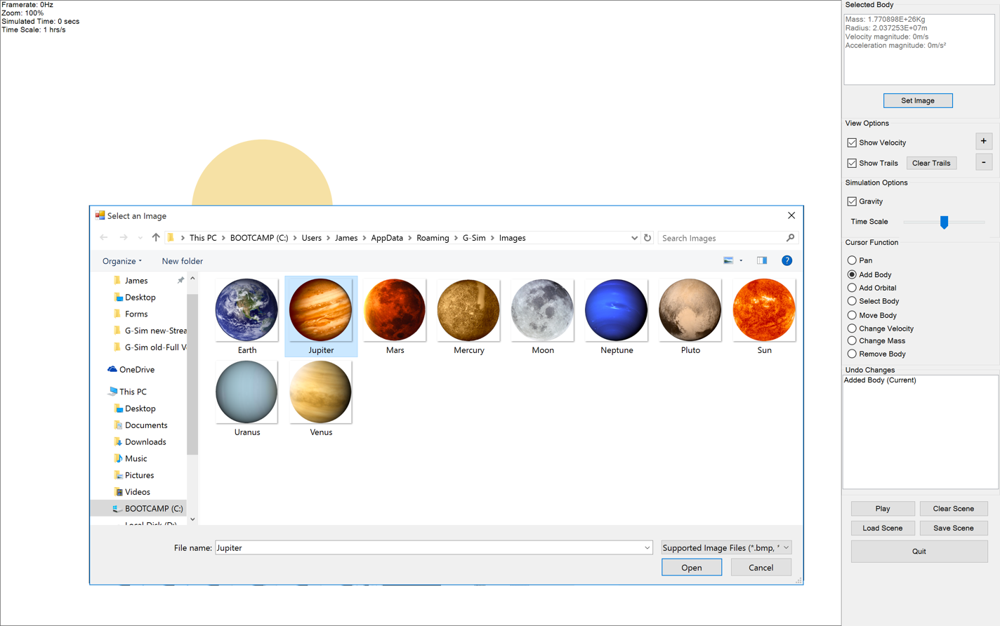 Framerate: 0Hz
Zoom: 100%
Simulated Time: 0 secs
Time Scale: 1 hrs/s
Selected Body
Mass: 1.770898E+26Kg
Radius: 2.037253E+07m
Velocity magnitude: 0m/s
Acceleration magnitude: 0m/s²
Set Image
View Options
Show Velocity
+
Show Trails
Clear Trails
-
Simulation Options
Gravity
Time Scale
Cursor Function
Pan
Add Body
Add Orbital
Select Body
Move Body
Change Velocity
Change Mass
Remove Body
Undo Changes
Added Body (Current)
Play
Clear Scene
Load Scene
Save Scene
Quit
Select an Image
This PC > BOOTCAMP (C:) > Users > James > AppData > Roaming > G-Sim > Images
Search Images
Organize
New folder
?
James
Desktop
Forms
G-Sim new-Strea
G-Sim old-Full V
OneDrive
This PC
Desktop
Documents
Downloads
Music
Pictures
Videos
BOOTCAMP (C:)
Local Disk (D:)
Earth
Jupiter
Mars
Mercury
Moon
Neptune
Pluto
Sun
Uranus
Venus
File name:
Jupiter
Supported Image Files (*.bmp, *
Open
Cancel